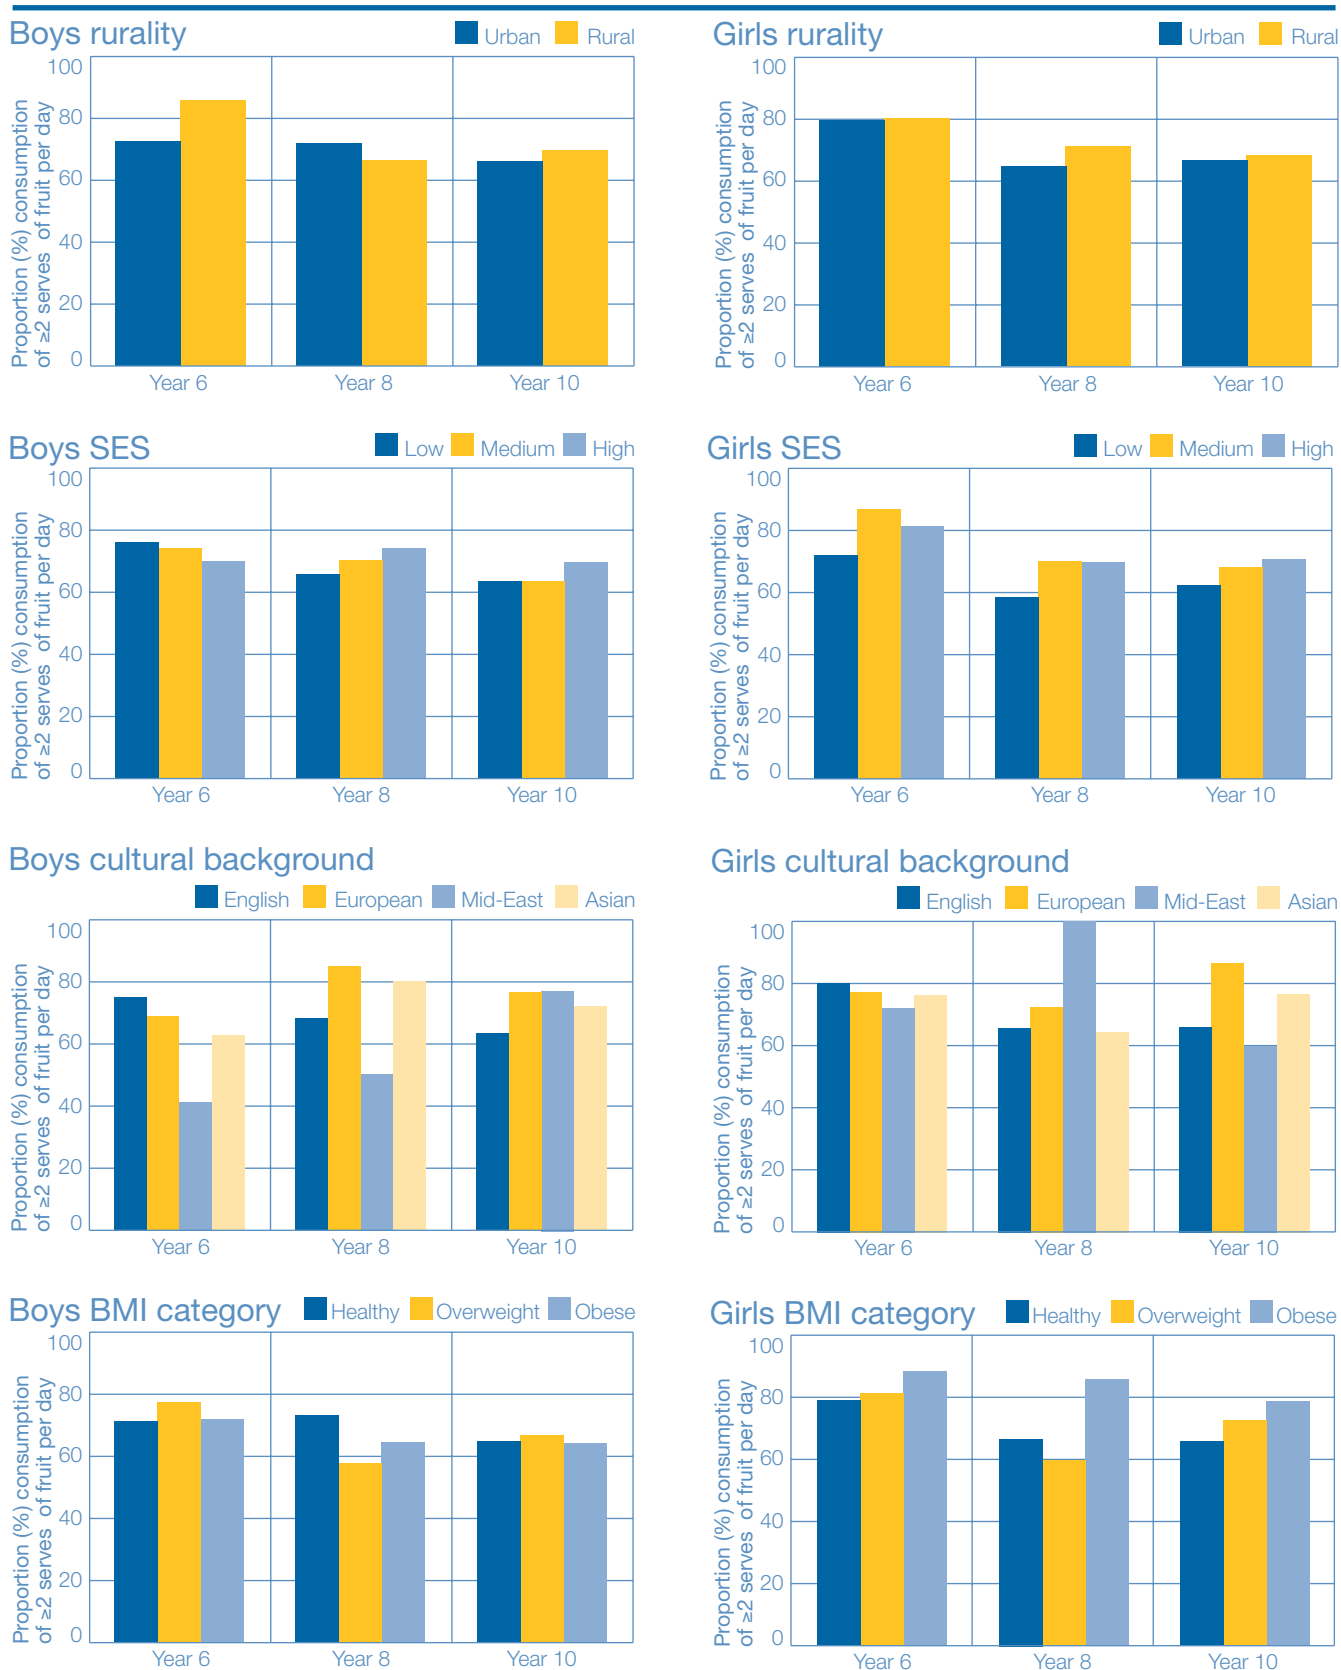 Boys rurality
Urban Rural
Proportion (%) consumption
of ≥2 serves of fruit per day
100
80
60
40
20
0
Year 6 Year 8 Year 10
Girls rurality
Urban Rural
Proportion (%) consumption
of ≥2 serves of fruit per day
100
80
60
40
20
0
Year 6 Year 8 Year 10
Boys SES
Low Medium High
Proportion (%) consumption
of ≥2 serves of fruit per day
100
80
60
40
20
0
Year 6 Year 8 Year 10
Girls SES
Low Medium High
Proportion (%) consumption
of ≥2 serves of fruit per day
100
80
60
40
20
0
Year 6 Year 8 Year 10
Boys cultural background
English European Mid-East Asian
Proportion (%) consumption
of ≥2 serves of fruit per day
100
80
60
40
20
0
Year 6 Year 8 Year 10
Girls cultural background
English European Mid-East Asian
Proportion (%) consumption
of ≥2 serves of fruit per day
100
80
60
40
20
0
Year 6 Year 8 Year 10
Boys BMI category
Healthy Overweight Obese
Proportion (%) consumption
of ≥2 serves of fruit per day
100
80
60
40
20
0
Year 6 Year 8 Year 10
Girls BMI category
Healthy Overweight Obese
Proportion (%) consumption
of ≥2 serves of fruit per day
100
80
60
40
20
0
Year 6 Year 8 Year 10